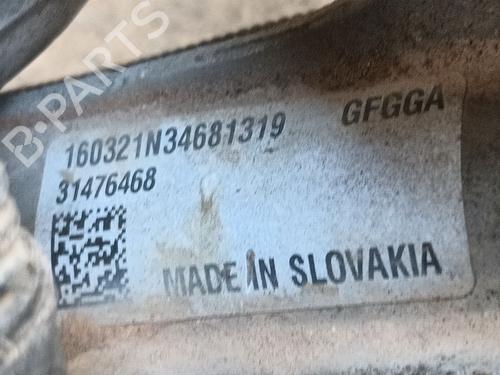 B-PARTS
160321N34681319 GFGGA
31476468
MADE IN SLOVAKIA